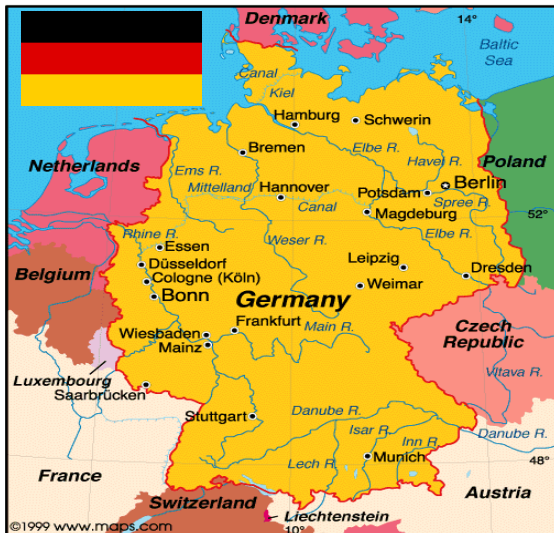 Denmark
14°
Baltic
Sea
Canal
Kiel
Hamburg
Schwerin
Elbe R.
Bremen
Netherlands
Ems R.
Havel R.
Poland
Mittelland
Hannover
Potsdam
Berlin
Canal
Spree R.
Magdeburg
52°
Rhine R.
Weser R.
Elbe R.
Essen
Düsseldorf
Leipzig
Belgium
Cologne (Köln)
Dresden
Bonn
Germany
Weimar
Wiesbaden
Frankfurt
Main R.
Czech
Republic
Mainz
Vltava R.
Luxembourg
Saarbrücken
Stuttgart
Danube R.
Isar R.
Inn R.
Danube R.
Lech R.
Munich
48°
France
Austria
Switzerland
Liechtenstein
©1999 www.maps.com
10°